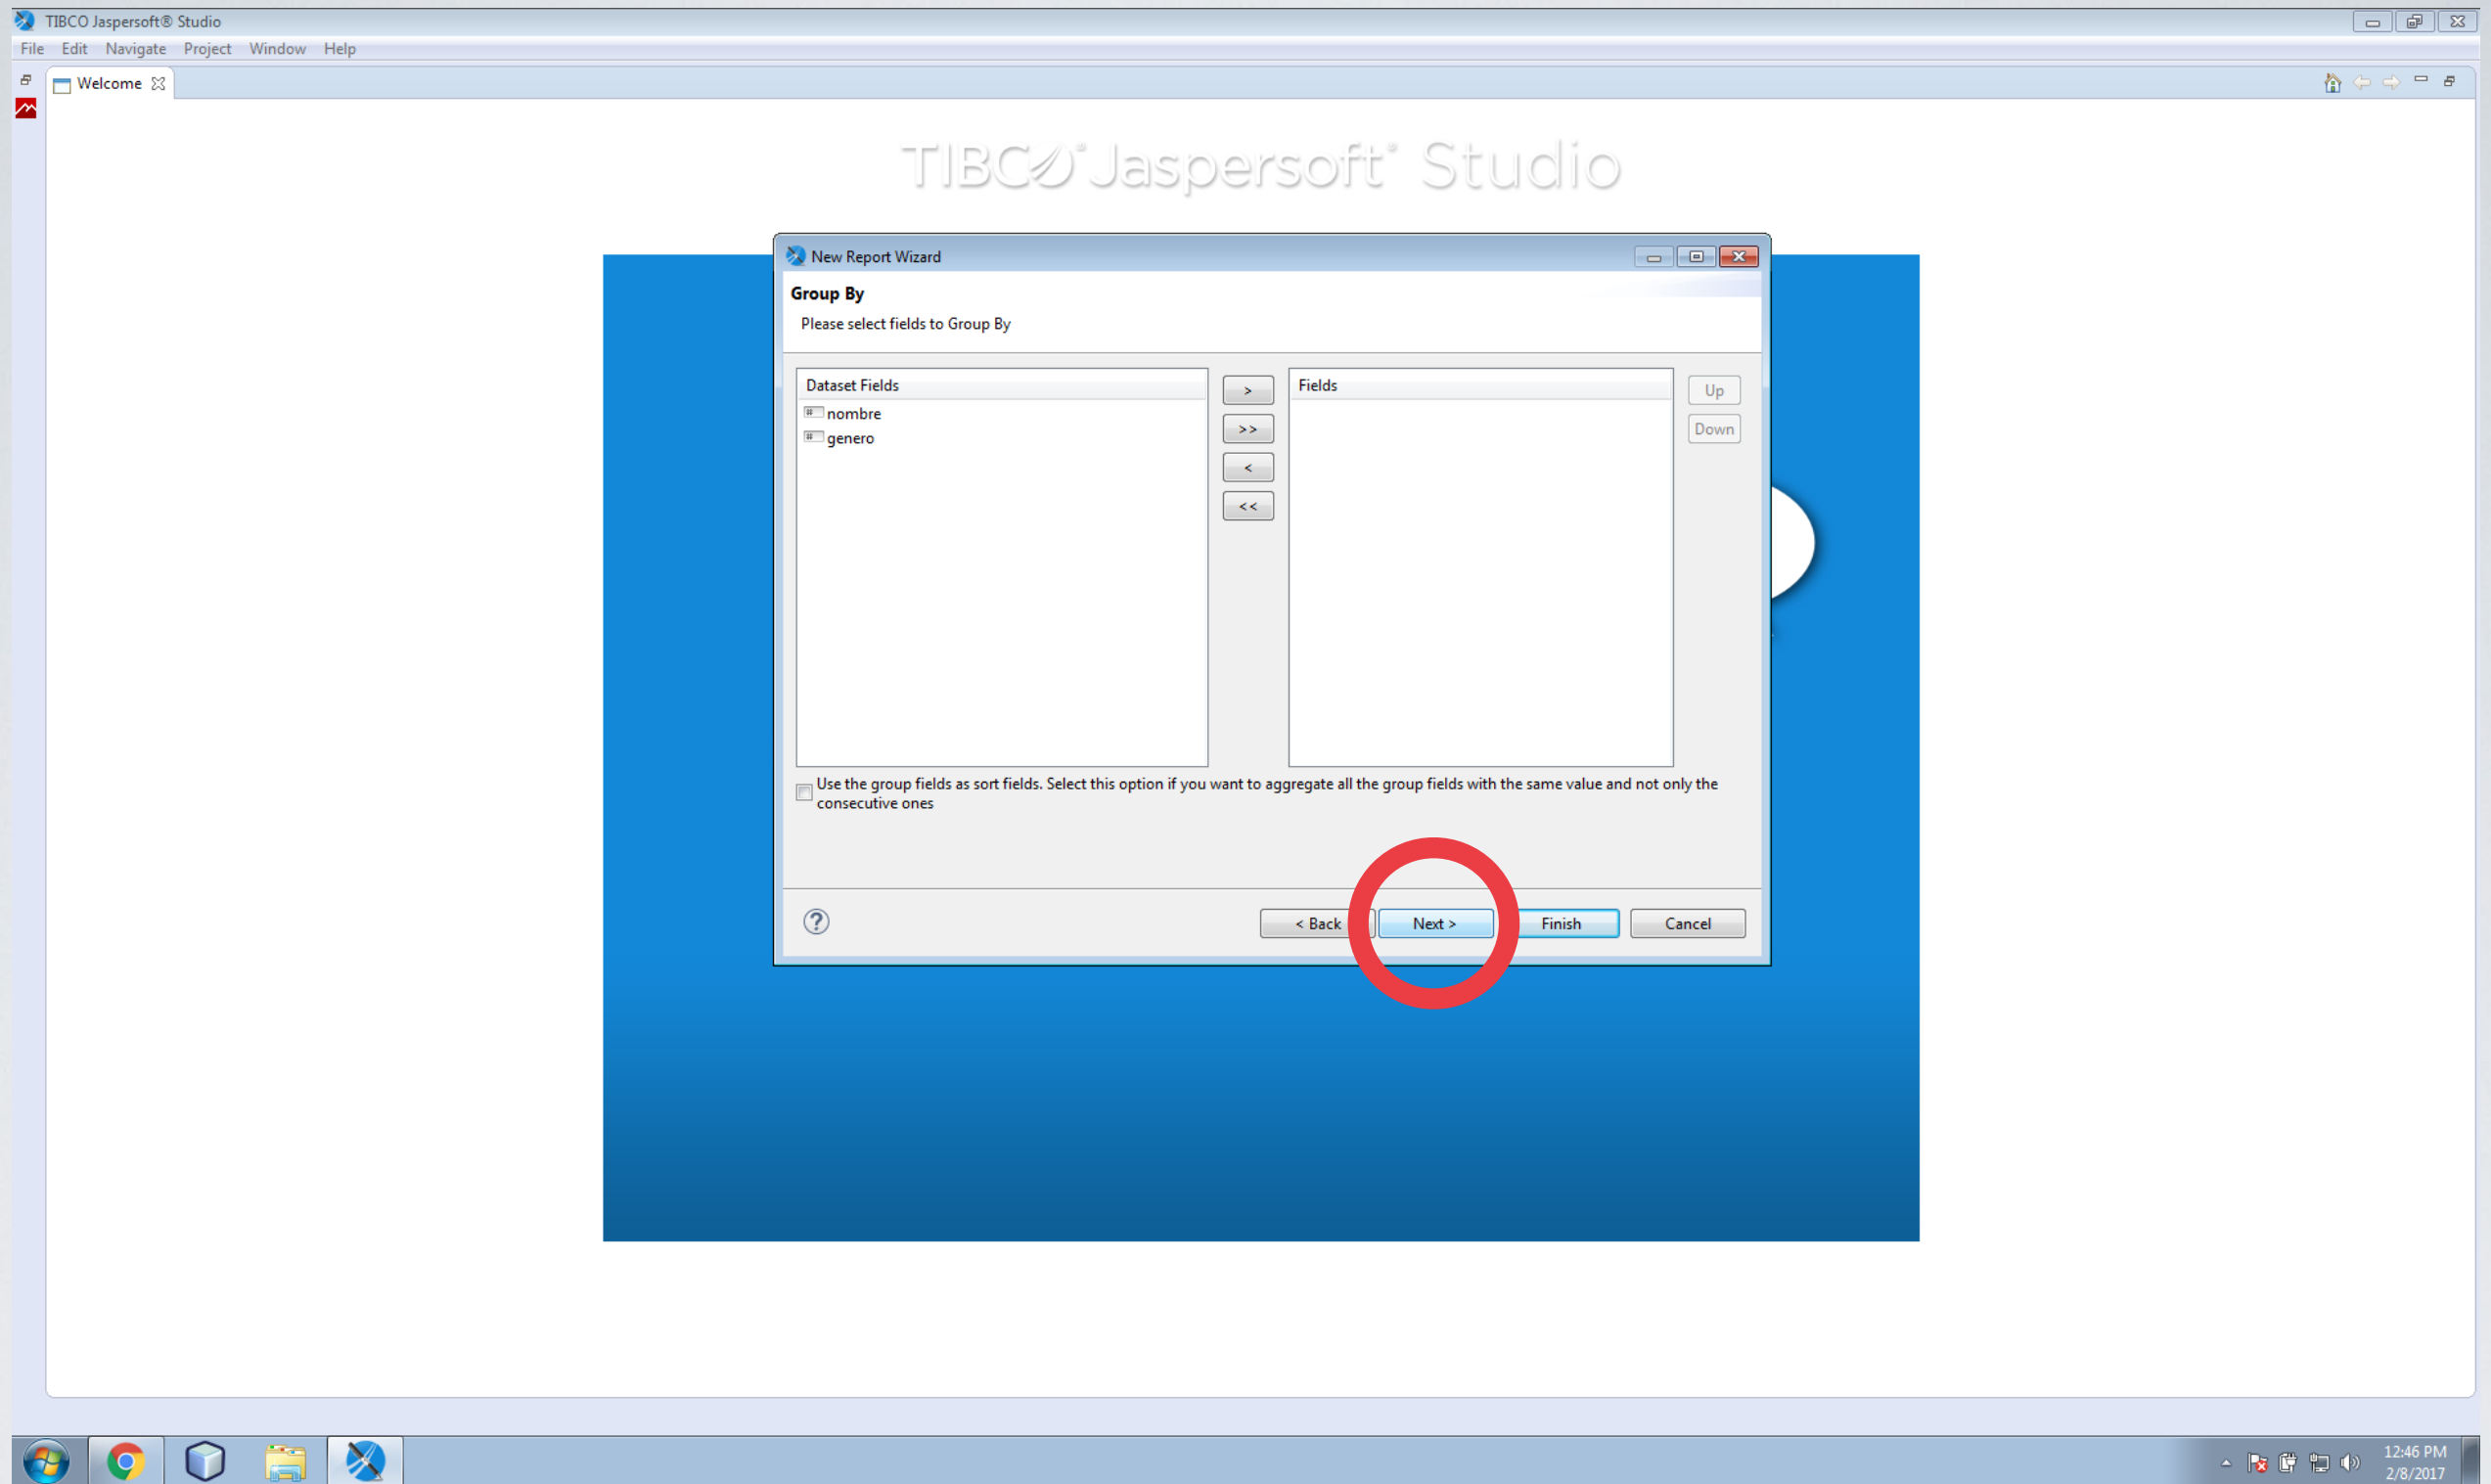 TIBCO Jaspersoft® Studio
File Edit Navigate Project Window Help
Welcome
TIBCO® Jaspersoft® Studio
New Report Wizard
Group By
Please select fields to Group By
Dataset Fields
nombre
genero
>
>>
<
<<
Fields
Up
Down
Use the group fields as sort fields. Select this option if you want to aggregate all the group fields with the same value and not only the
consecutive ones
< Back Next > Finish Cancel
12:46 PM
2/8/2017